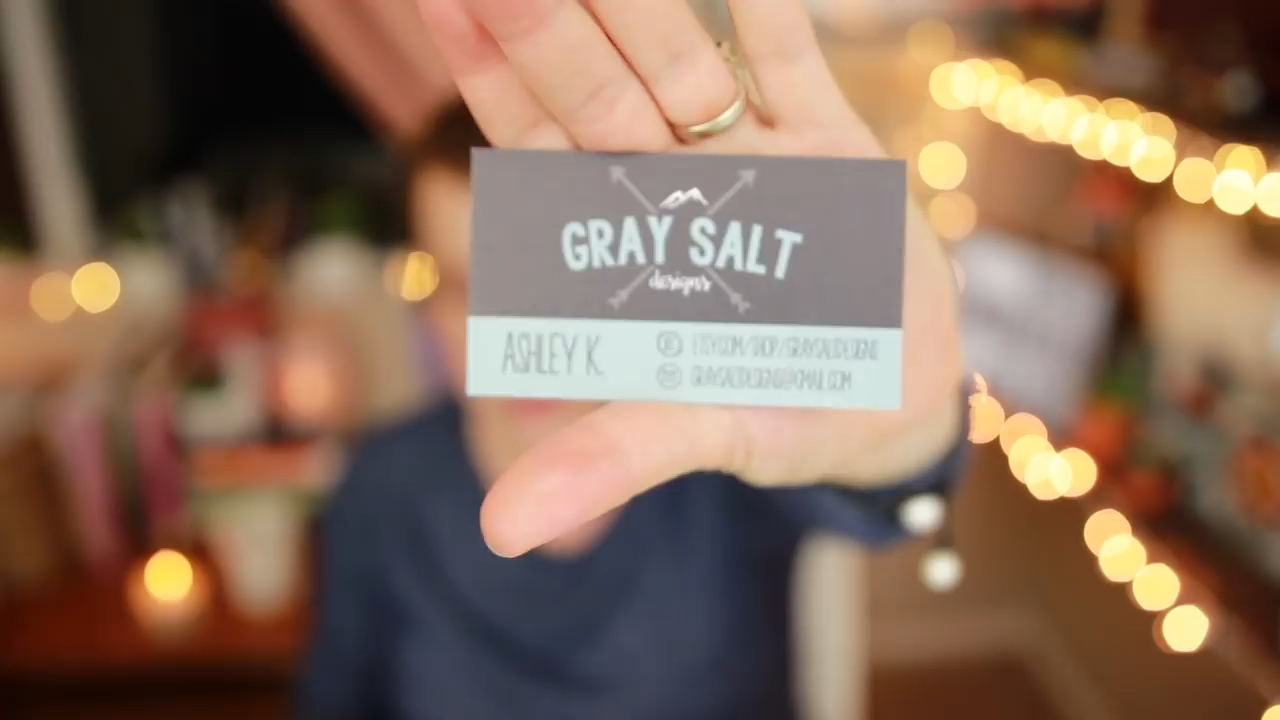 GRAY SALT
designs
ASHLEY K.
ETSY.COM/SHOP/GRAYSALTDESIGNS
GRAYSALTDESIGNS@GMAIL.COM